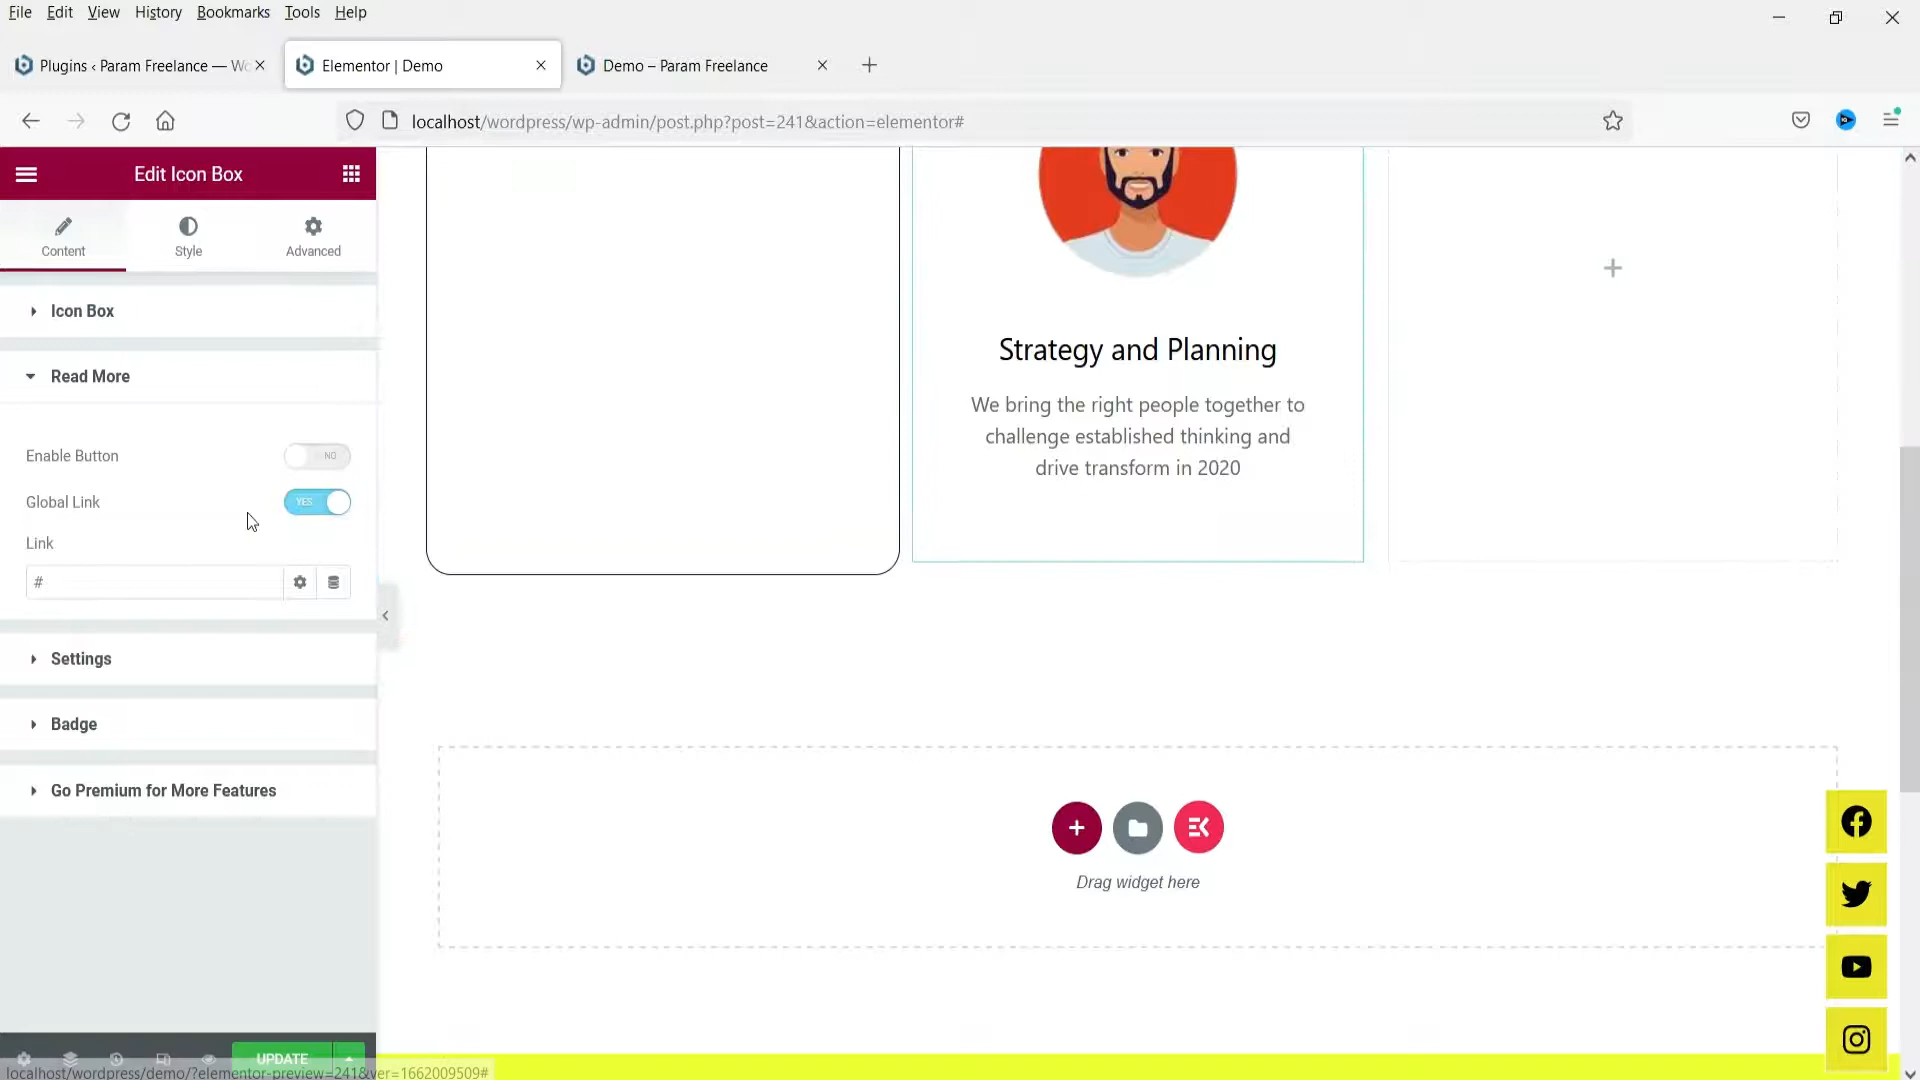 File Edit View History Bookmarks Tools Help
Plugins ‹ Param Freelance — Wo
Elementor | Demo
Demo – Param Freelance
localhost/wordpress/wp-admin/post.php?post=241&action=elementor#
Edit Icon Box
Content
Style
Advanced
Icon Box
Read More
Enable Button
NO
Global Link
YES
Link
#
Settings
Badge
Go Premium for More Features
UPDATE
localhost/wordpress/demo/?elementor-preview=241&ver=1662009509#
Strategy and Planning
We bring the right people together to
challenge established thinking and
drive transform in 2020
Drag widget here